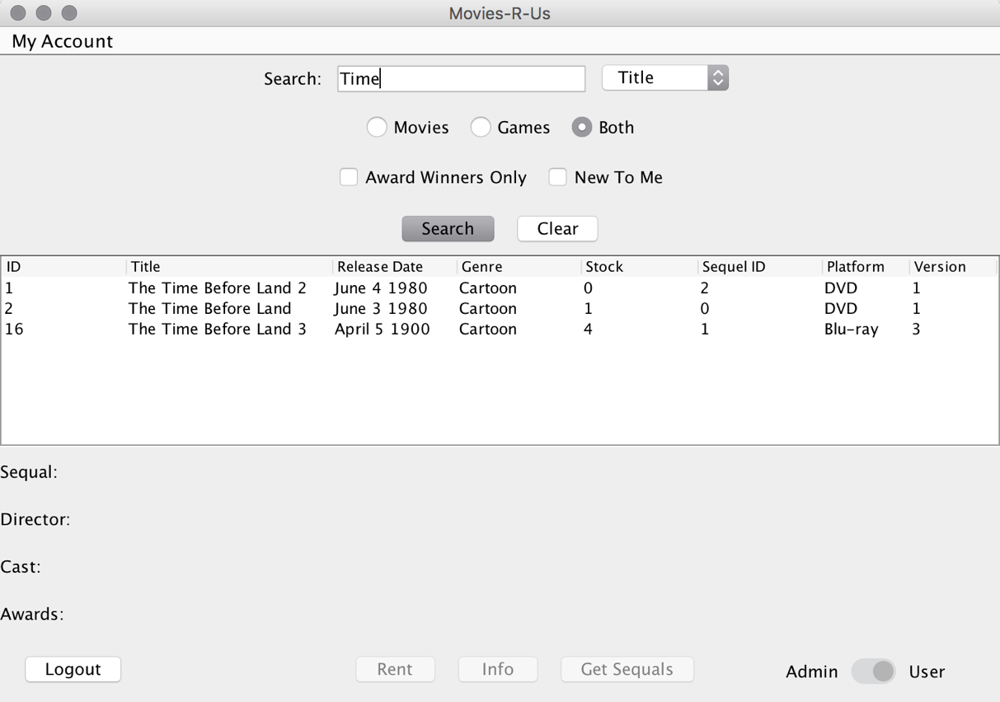 Movies-R-Us
My Account
Search: Time Title
Movies Games Both
Award Winners Only New To Me
Search Clear
ID Title Release Date Genre Stock Sequel ID Platform Version
1 The Time Before Land 2 June 4 1980 Cartoon 0 2 DVD 1
2 The Time Before Land June 3 1980 Cartoon 1 0 DVD 1
16 The Time Before Land 3 April 5 1900 Cartoon 4 1 Blu-ray 3
Sequal:
Director:
Cast:
Awards:
Logout Rent Info Get Sequals Admin User